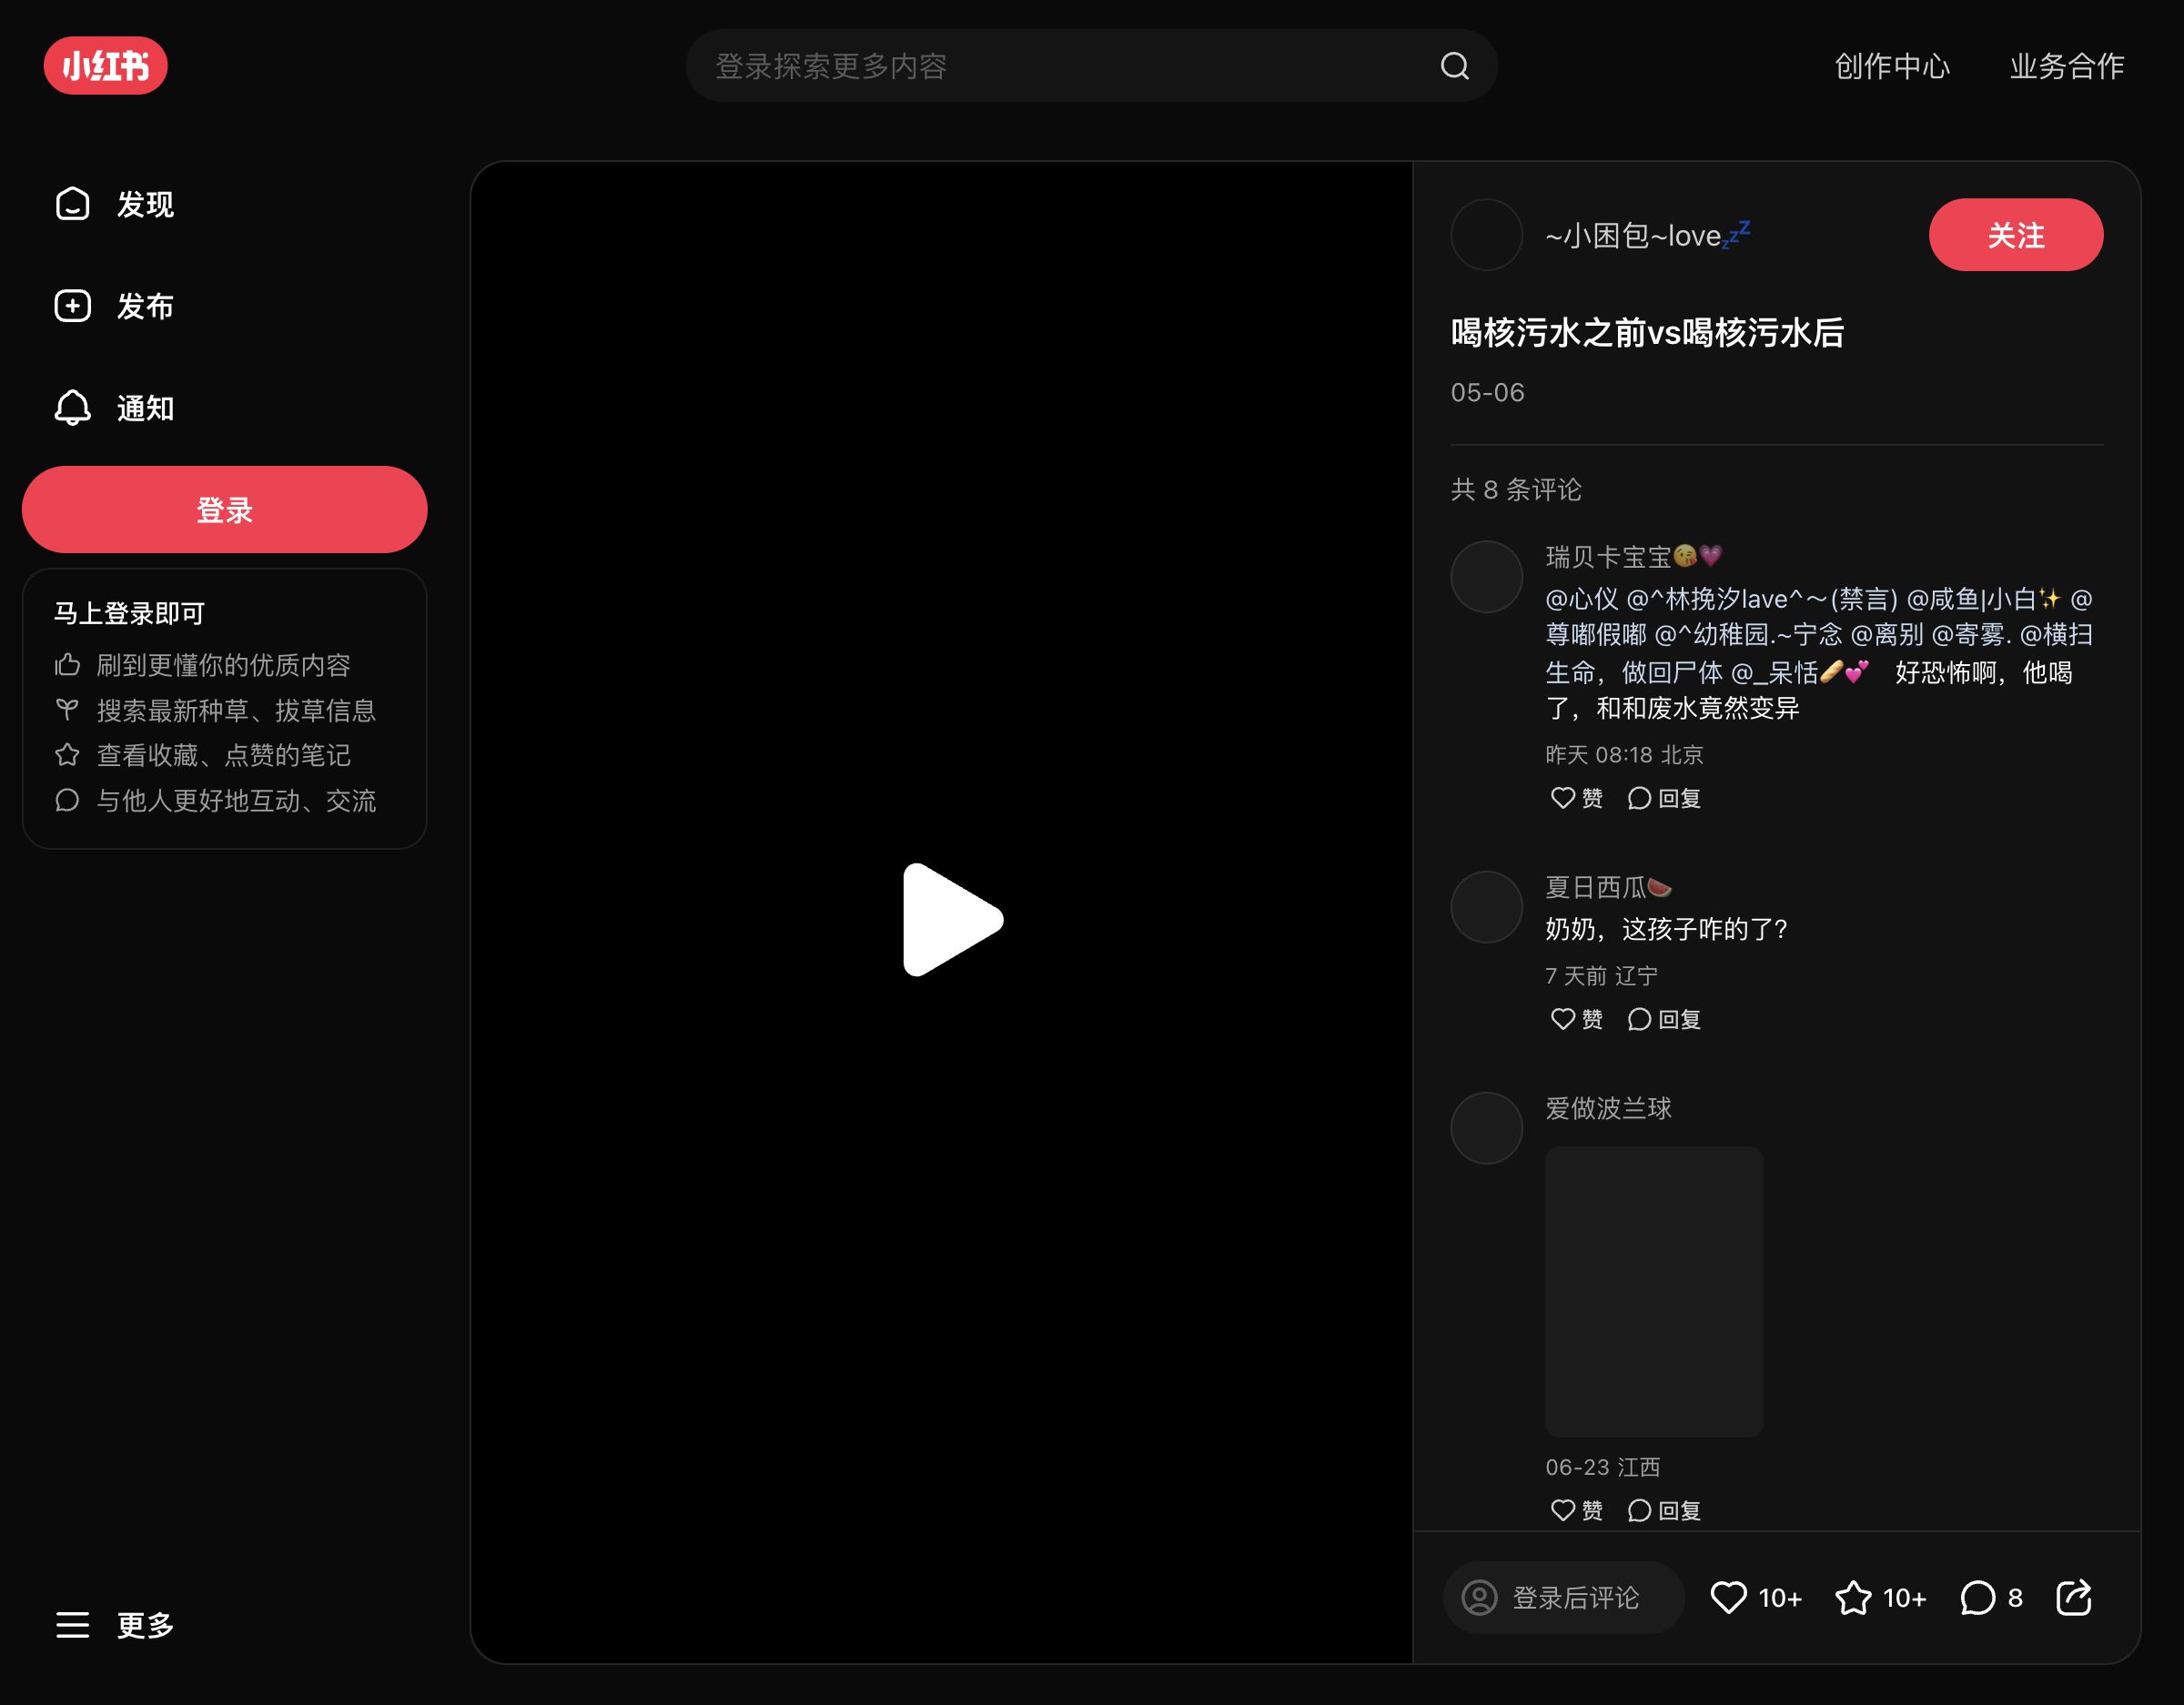 小红书
登录探索更多内容
创作中心
业务合作
发现
发布
通知
登录
马上登录即可
刷到更懂你的优质内容
搜索最新种草、拔草信息
查看收藏、点赞的笔记
与他人更好地互动、交流
更多
~小困包~love💤
关注
喝核污水之前vs喝核污水后
05-06
共 8 条评论
瑞贝卡宝宝😘💗
@心仪 @^林挽汐lave^～(禁言) @咸鱼|小白✨ @
尊嘟假嘟 @^幼稚园.~宁念 @离别 @寄雾. @横扫
生命，做回尸体 @_呆恬🥖💕 好恐怖啊，他喝
了，和和废水竟然变异
昨天 08:18 北京
赞 回复
夏日西瓜🍉
奶奶，这孩子咋的了？
7 天前 辽宁
赞 回复
爱做波兰球
06-23 江西
赞 回复
登录后评论 10+ 10+ 8